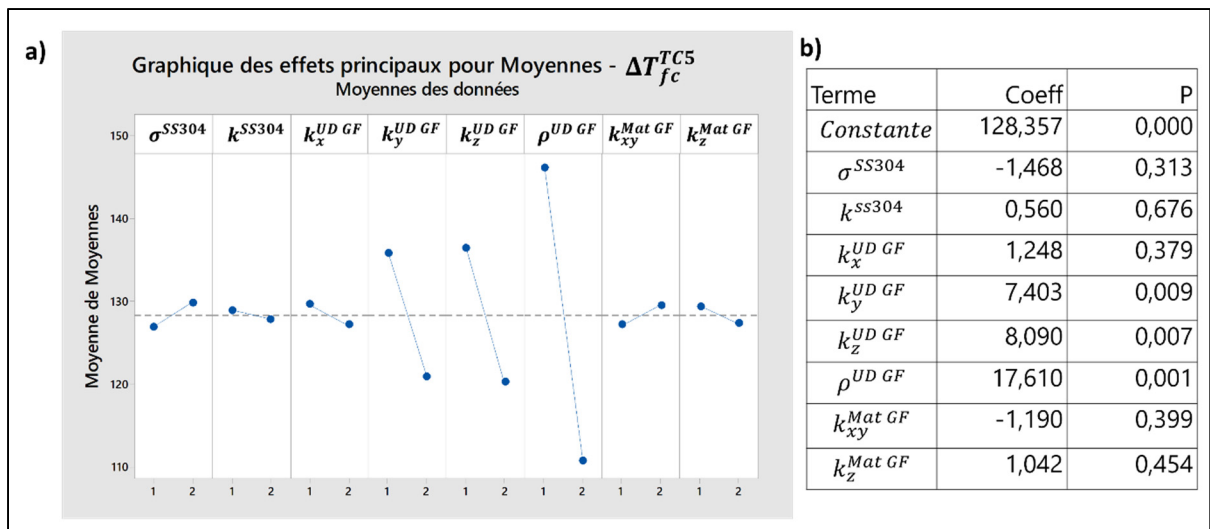 a)
Graphique des effets principaux pour Moyennes - ΔT_fc^TC5
Moyennes des données
σ^SS304 k^SS304 k_x^UD GF k_y^UD GF k_z^UD GF ρ^UD GF k_xy^Mat GF k_z^Mat GF
Moyenne de Moyennes
150
140
130
120
110
1 2 1 2 1 2 1 2 1 2 1 2 1 2 1 2
b)
Terme Coeff P
Constante 128,357 0,000
σ^SS304 -1,468 0,313
k^SS304 0,560 0,676
k_x^UD GF 1,248 0,379
k_y^UD GF 7,403 0,009
k_z^UD GF 8,090 0,007
ρ^UD GF 17,610 0,001
k_xy^Mat GF -1,190 0,399
k_z^Mat GF 1,042 0,454